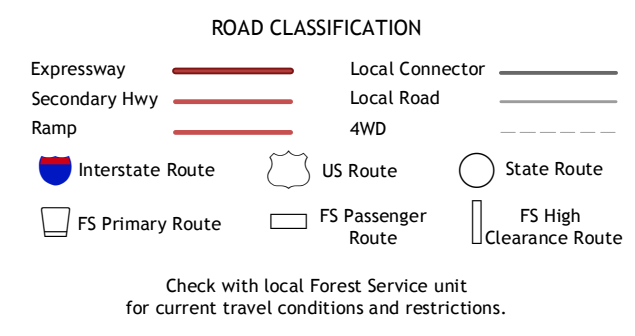 ROAD CLASSIFICATION
Expressway
Local Connector
Secondary Hwy
Local Road
Ramp
4WD
Interstate Route
US Route
State Route
FS Primary Route
FS Passenger
Route
FS High
Clearance Route
Check with local Forest Service unit
for current travel conditions and restrictions.